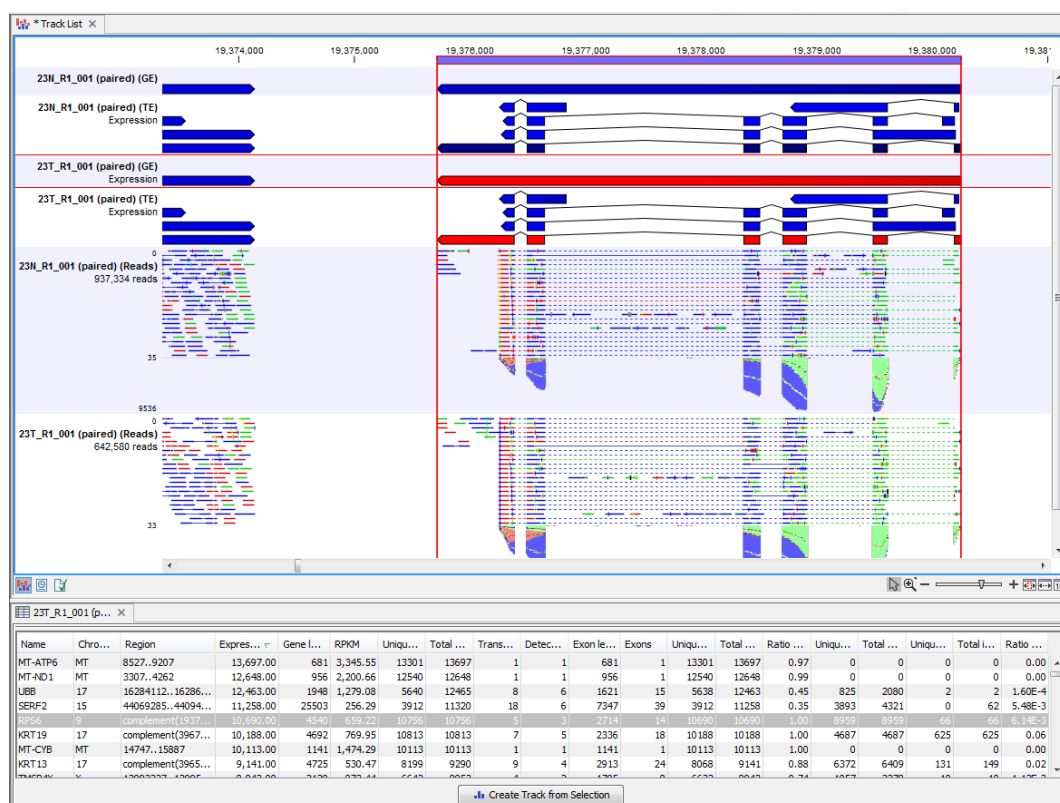 * Track List
19,374,000 19,375,000 19,376,000 19,377,000 19,378,000 19,379,000 19,380,000 19,381
23N_R1_001 (paired) (GE)
23N_R1_001 (paired) (TE)
Expression
23T_R1_001 (paired) (GE)
Expression
23T_R1_001 (paired) (TE)
Expression
0
23N_R1_001 (paired) (Reads)
937,334 reads
35
9536
0
23T_R1_001 (paired) (Reads)
642,580 reads
33
23T_R1_001 (p...
Name Chro... Region Expres... Gene l... RPKM Uniqu... Total ... Trans... Detec... Exon le... Exons Uniqu... Total ... Ratio ... Uniqu... Total ... Uniqu... Total i... Ratio ...
MT-ATP6 MT 8527..9207 13,697.00 681 3,345.55 13301 13697 1 1 681 1 13301 13697 0.97 0 0 0 0 0.00
MT-ND1 MT 3307..4262 12,648.00 956 2,200.66 12540 12648 1 1 956 1 12540 12648 0.99 0 0 0 0 0.00
UBB 17 16284112..16286... 12,463.00 1948 1,279.08 5640 12465 8 6 1621 15 5638 12463 0.45 825 2080 2 2 1.60E-4
SERF2 15 44069285..44094... 11,258.00 25503 256.29 3912 11320 18 6 7347 39 3912 11258 0.35 3893 4321 0 62 5.48E-3
RPS6 9 complement(1937... 10,690.00 4540 659.22 10756 10756 5 3 2714 14 10690 10690 1.00 8959 8959 66 66 6.14E-3
KRT19 17 complement(3967... 10,188.00 4692 769.95 10813 10813 7 5 2336 18 10188 10188 1.00 4687 4687 625 625 0.06
MT-CYB MT 14747..15887 10,113.00 1141 1,474.29 10113 10113 1 1 1141 1 10113 10113 1.00 0 0 0 0 0.00
KRT13 17 complement(3965... 9,141.00 4725 530.47 8199 9290 9 4 2913 24 8068 9141 0.88 6372 6409 131 149 0.02
Create Track from Selection